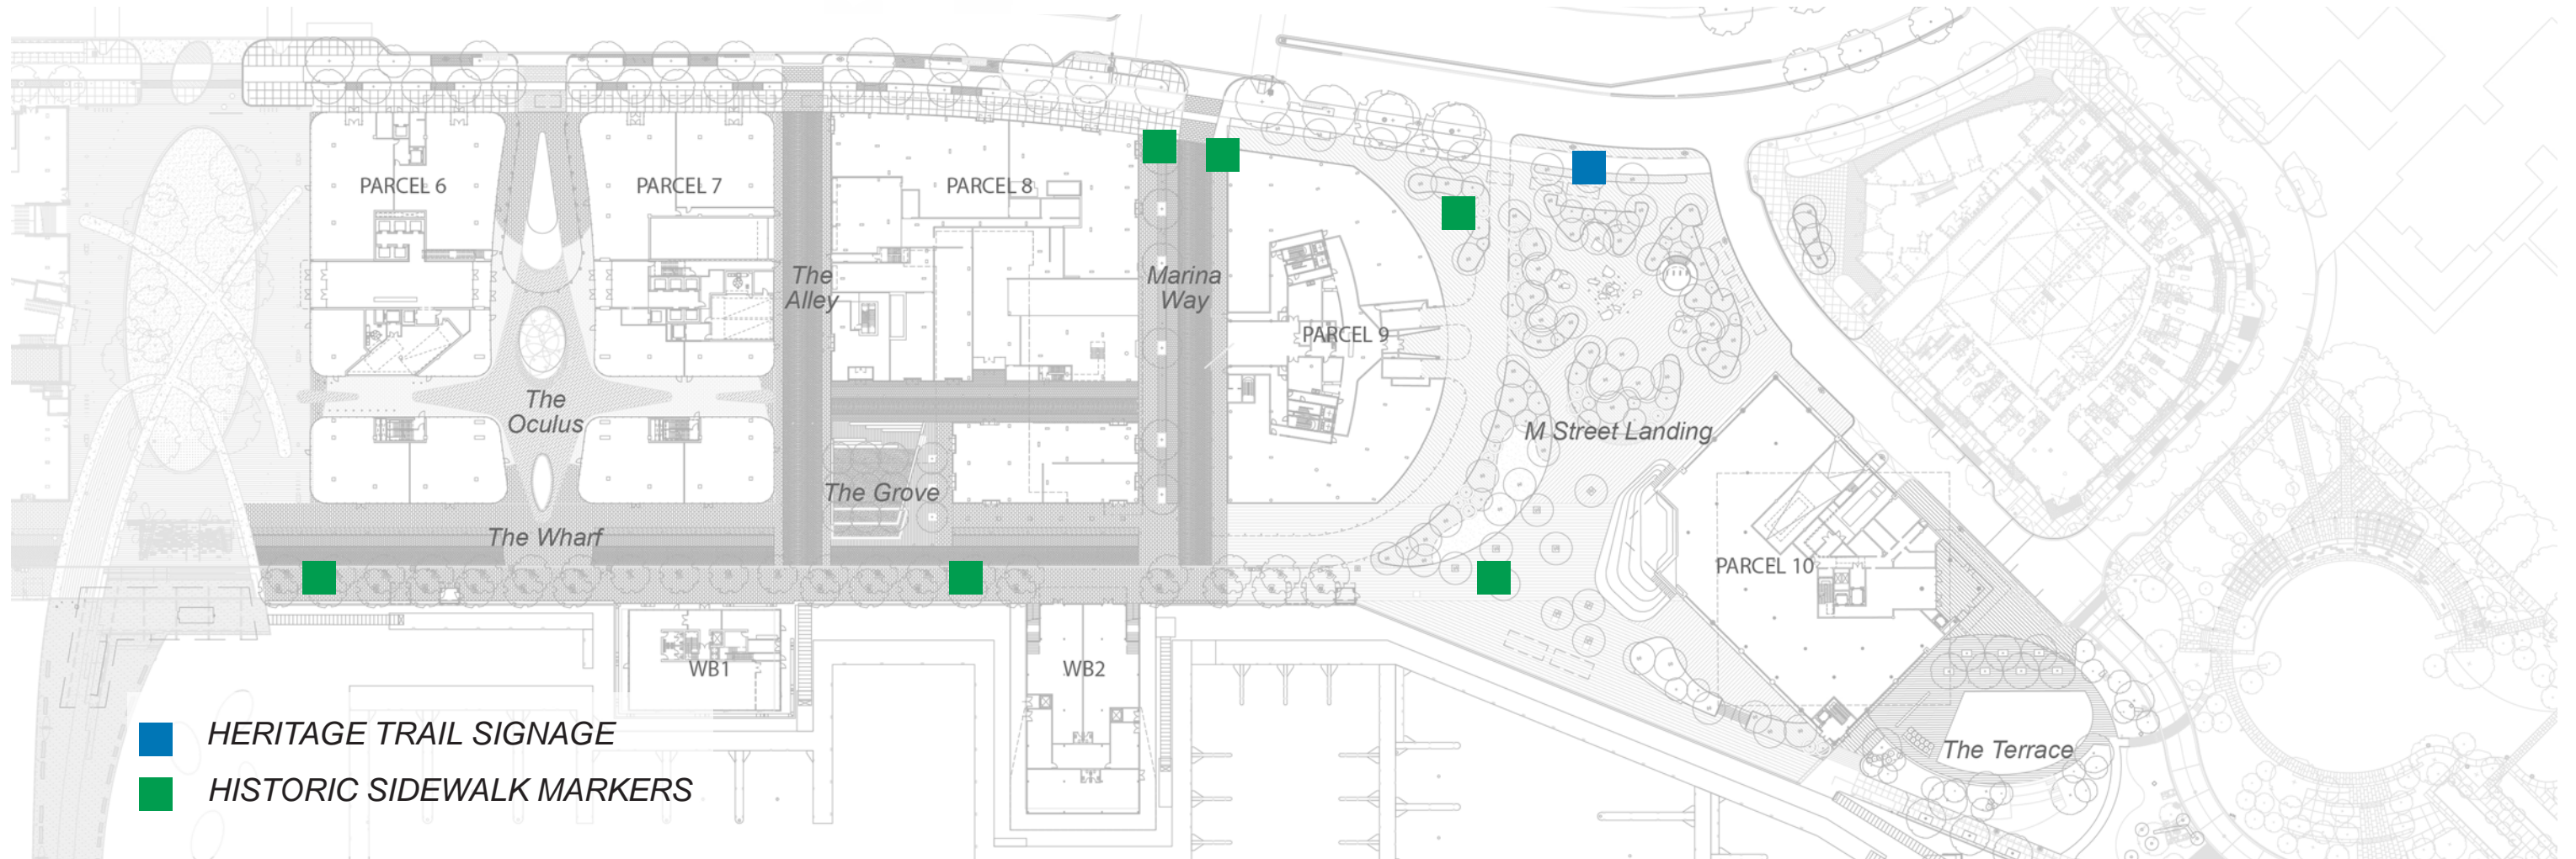 PARCEL 6
PARCEL 7
PARCEL 8
The
Alley
Marina
Way
PARCEL 9
The
Oculus
M Street Landing
The Grove
The Wharf
PARCEL 10
WB1
WB2
HERITAGE TRAIL SIGNAGE
The Terrace
HISTORIC SIDEWALK MARKERS